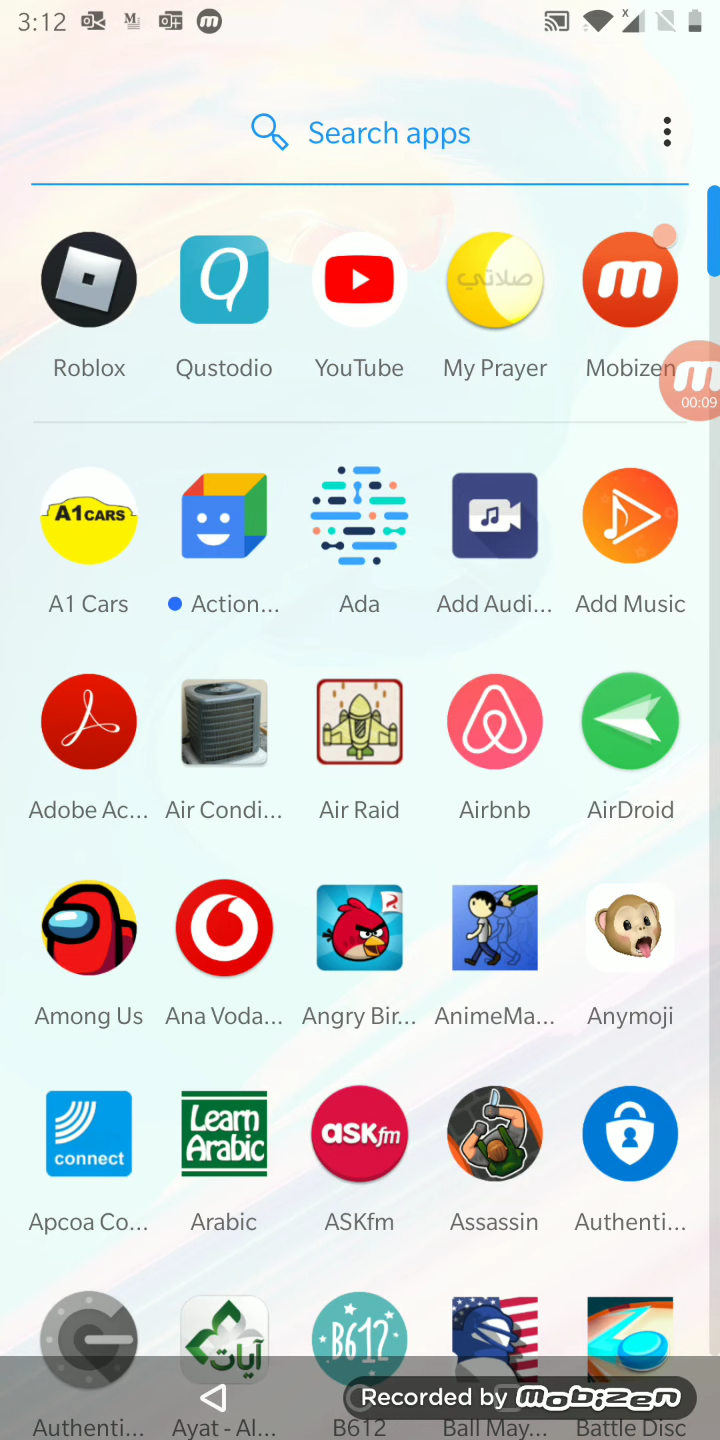 3:12
Search apps
صلاتي
Roblox
Qustodio
YouTube
My Prayer
Mobizen
00:09
A1CARS
A1 Cars
Action...
Ada
Add Audi...
Add Music
Adobe Ac...
Air Condi...
Air Raid
Airbnb
AirDroid
Among Us
Ana Voda...
Angry Bir...
AnimeMa...
Anymoji
connect
Learn
Arabic
ASKfm
Apcoa Co...
Arabic
ASKfm
Assassin
Authenti...
آيات
B612
Recorded by mobizen
Authenti...
Ayat - Al...
B612
Ball May...
Battle Disc